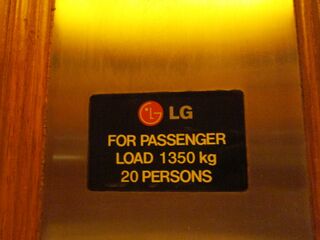 LG
FOR PASSENGER
LOAD 1350 kg
20 PERSONS